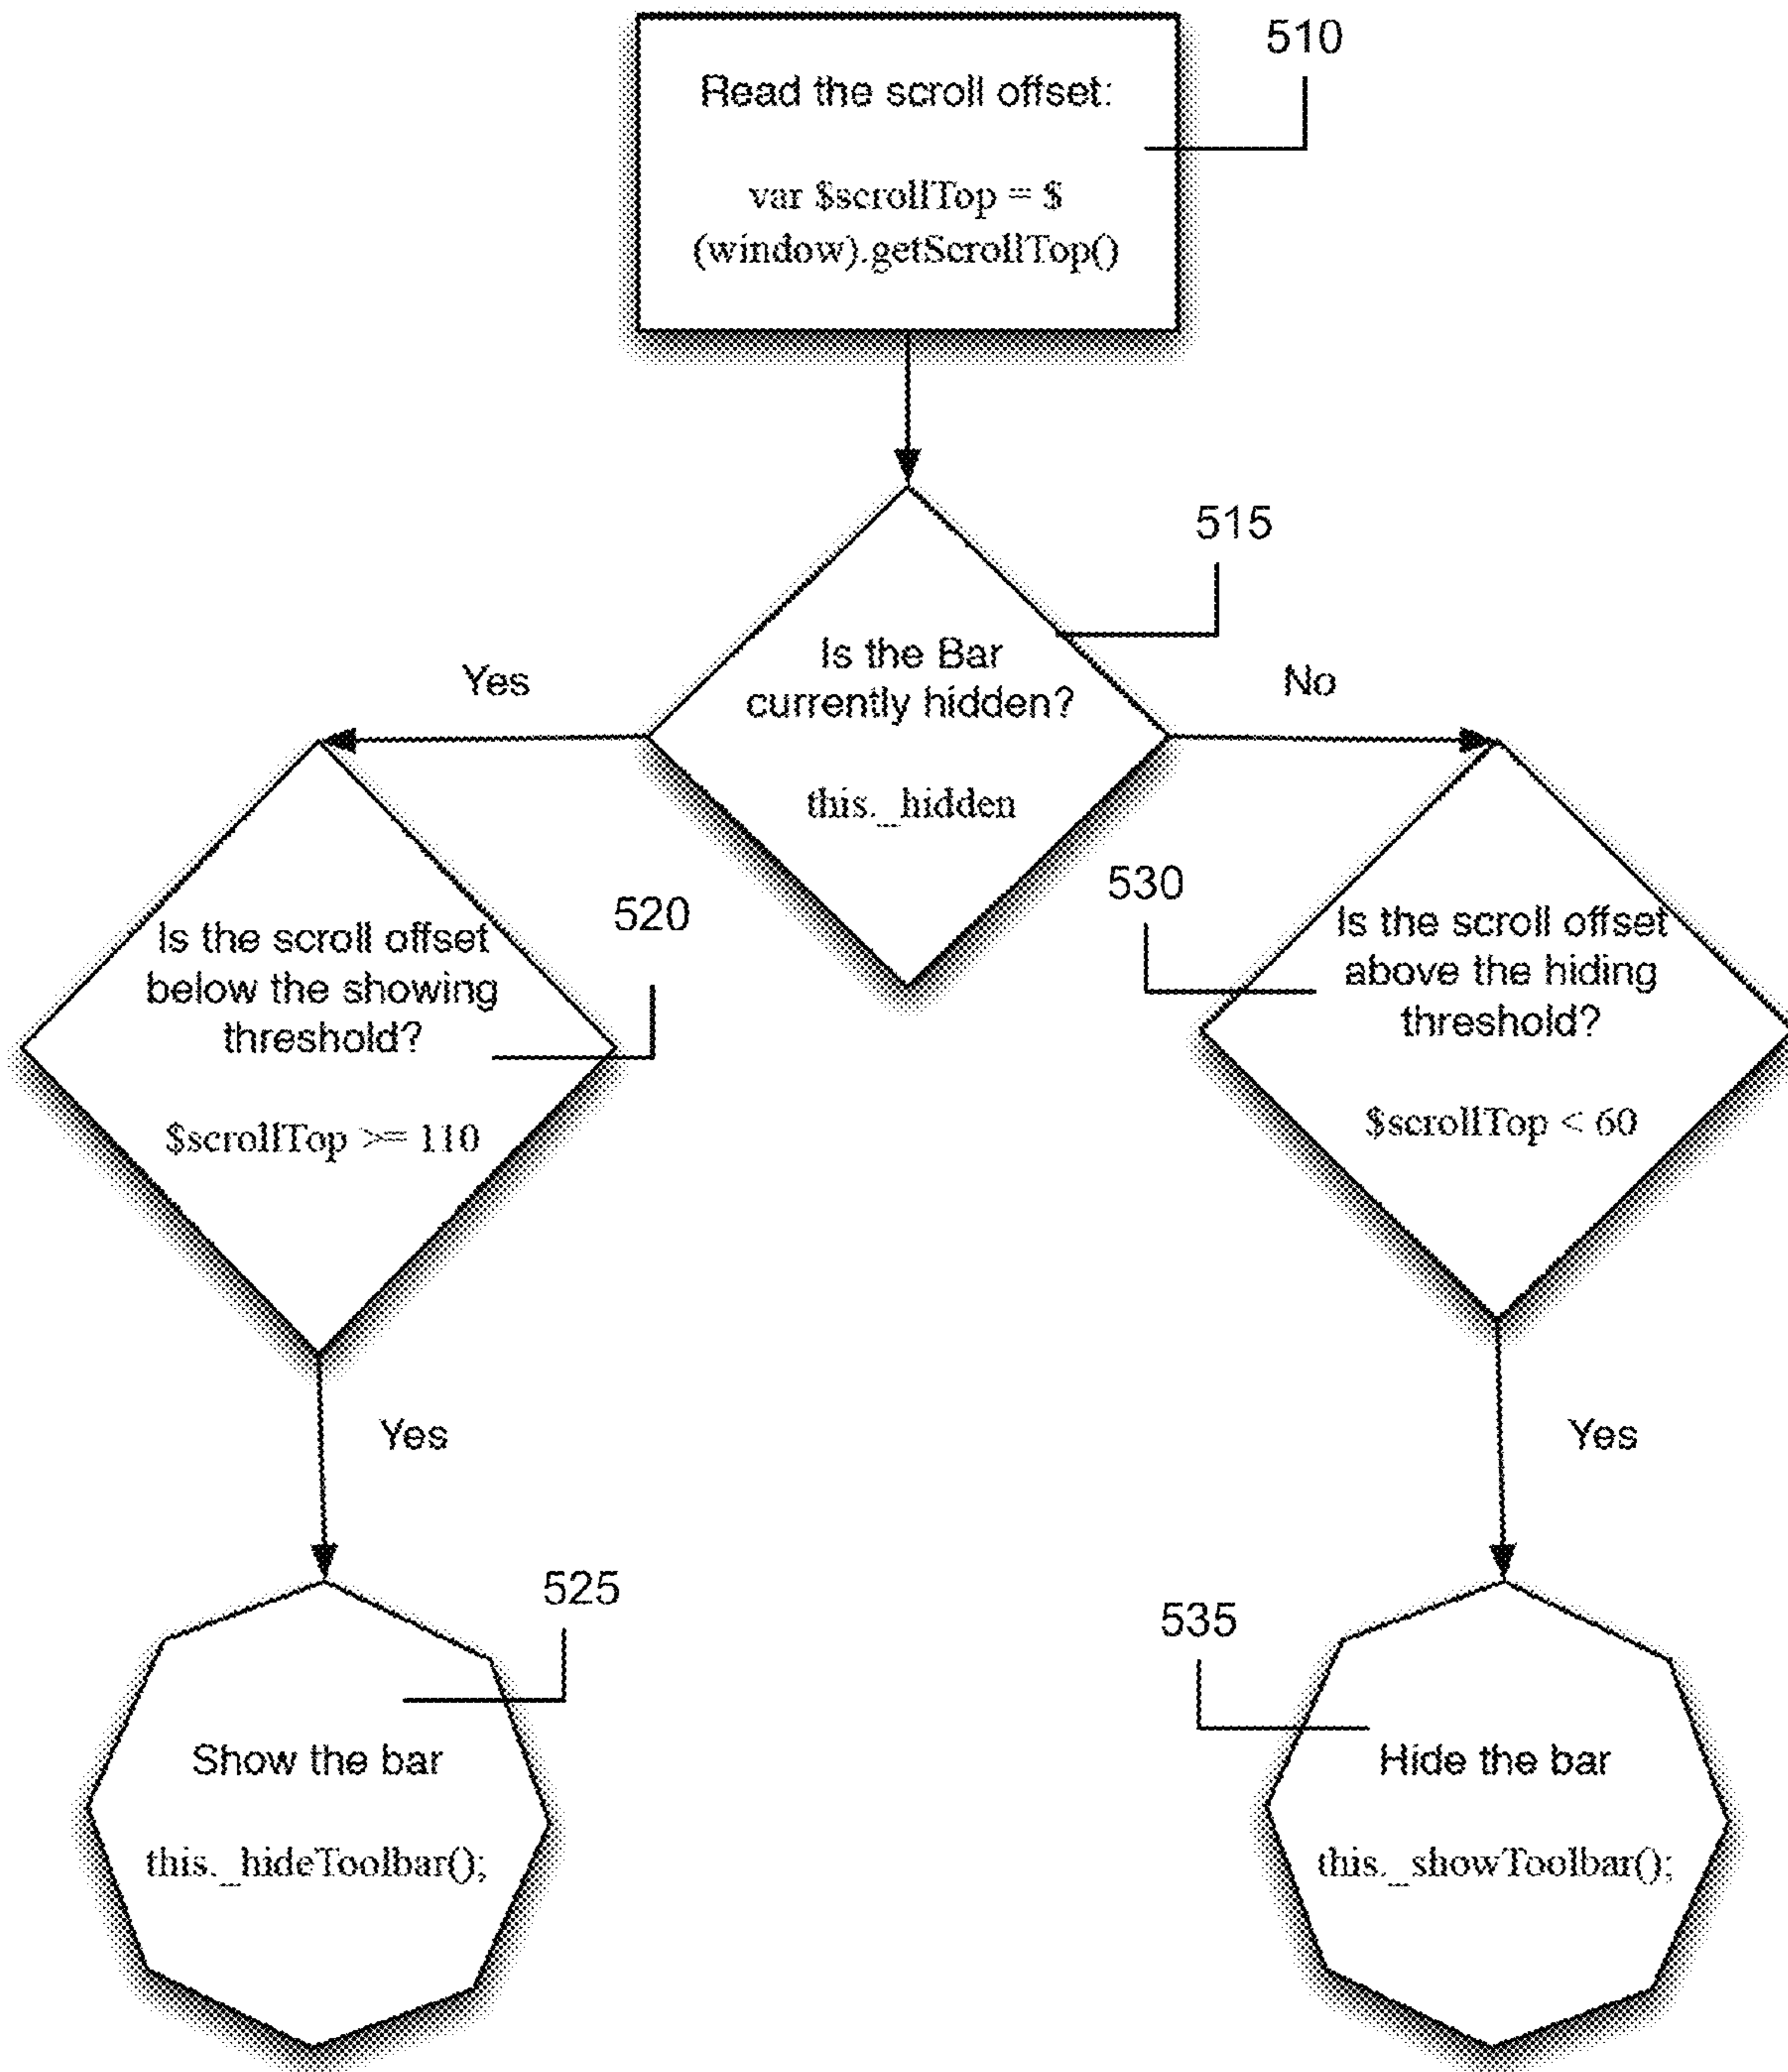 510
Read the scroll offset:
var $scrollTop = $
(window).getScrollTop()
515
Is the Bar
currently hidden?
this._hidden
Yes
No
520
Is the scroll offset
below the showing
threshold?
$scrollTop >= 110
530
Is the scroll offset
above the hiding
threshold?
$scrollTop < 60
Yes
Yes
525
Show the bar
this._hideToolbar();
535
Hide the bar
this._showToolbar();